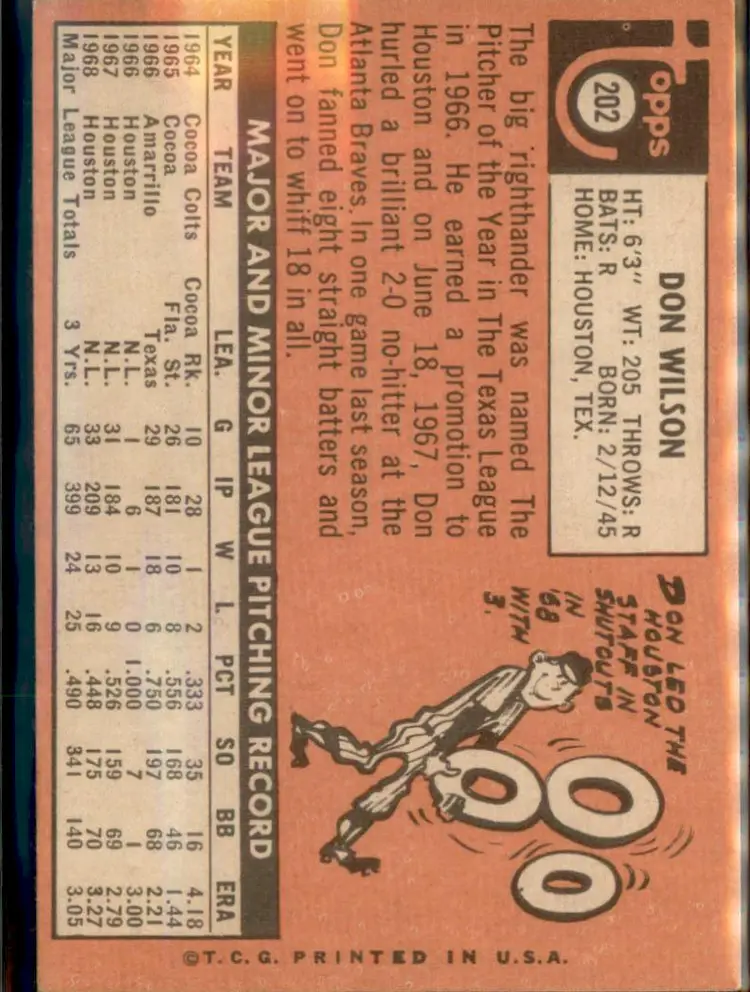 topps
202
DON WILSON
HT: 6'3" WT: 205 THROWS: R
BATS: R BORN: 2/12/45
HOME: HOUSTON, TEX.
The big righthander was named The
Pitcher of the Year in The Texas League
in 1966. He earned a promotion to
Houston and on June 18, 1967, Don
hurled a brilliant 2-0 no-hitter at the
Atlanta Braves. In one game last season,
Don fanned eight straight batters and
went on to whiff 18 in all.
DON LED THE
HOUSTON
STAFF IN
SHUTOUTS
IN
'68
WITH
3.
0
0
0
MAJOR AND MINOR LEAGUE PITCHING RECORD
YEAR TEAM LEA. G IP W L PCT SO BB ERA
1964 Cocoa Colts Cocoa Rk. 10 28 1 2 .333 35 16 4.18
1965 Cocoa Fla. St. 26 181 10 8 .556 168 46 1.44
1966 Amarrillo Texas 29 187 18 6 .750 197 68 2.21
1966 Houston N.L. 1 6 1 0 1.000 7 1 3.00
1967 Houston N.L. 31 184 10 9 .526 159 69 2.79
1968 Houston N.L. 33 209 13 16 .448 175 70 3.27
Major League Totals 3 Yrs. 65 399 24 25 .490 341 140 3.05
©T.C.G. PRINTED IN U.S.A.